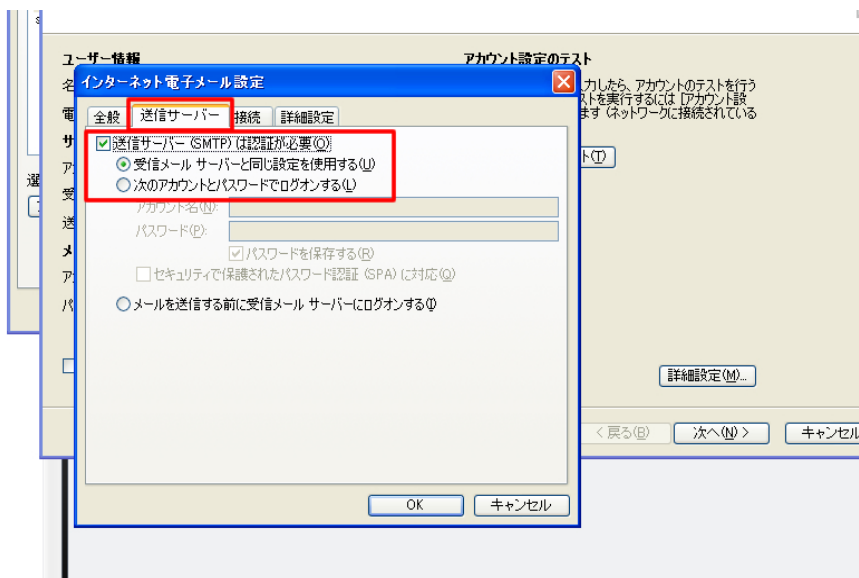 ユーザー情報
アカウント設定のテスト
インターネット電子メール設定
力したら、アカウントのテストを行う
ストを実行するには [アカウント設
ます (ネットワークに接続されている
全般
送信サーバー
接続
詳細設定
送信サーバー (SMTP) は認証が必要(O)
受信メール サーバーと同じ設定を使用する(U)
次のアカウントとパスワードでログオンする(L)
アカウント名(N):
パスワード(P):
パスワードを保存する(R)
セキュリティで保護されたパスワード認証 (SPA) に対応(Q)
メールを送信する前に受信メール サーバーにログオンする(I)
ト(T)
名
電
サ
ア
受
送
メ
ア
パ
選
詳細設定(M)...
< 戻る(B)
次へ(N) >
キャンセル
OK
キャンセル